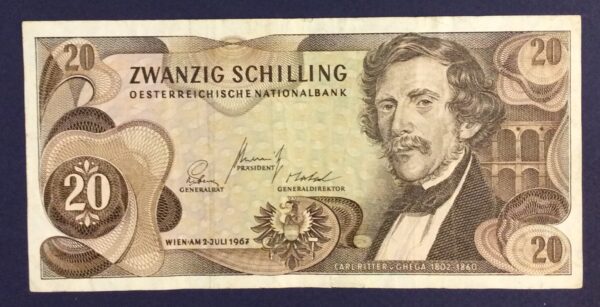 20
20
ZWANZIG SCHILLING
OESTERREICHISCHE NATIONALBANK
PRÄSIDENT
GENERALRAT
GENERALDIREKTOR
20
WIEN AM 2. JULI 1967
20
CARL RITTER v. GHEGA 1802-1860